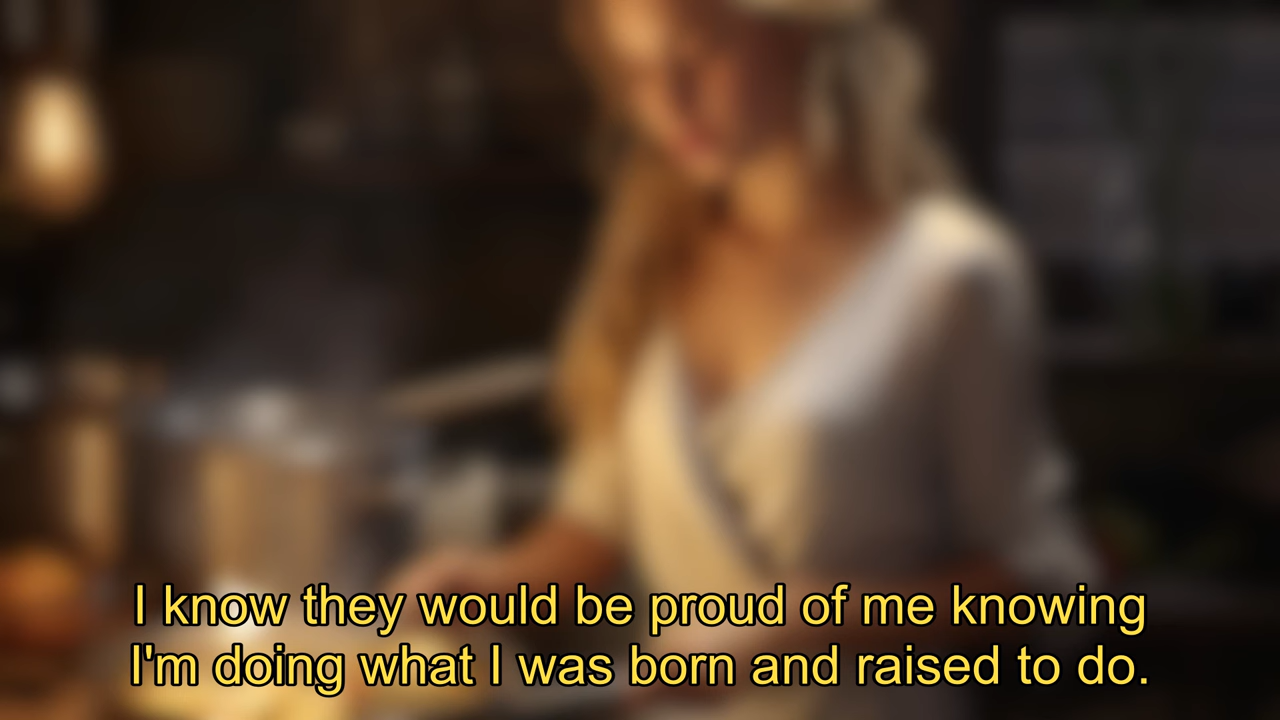 I know they would be proud of me knowing
I'm doing what I was born and raised to do.